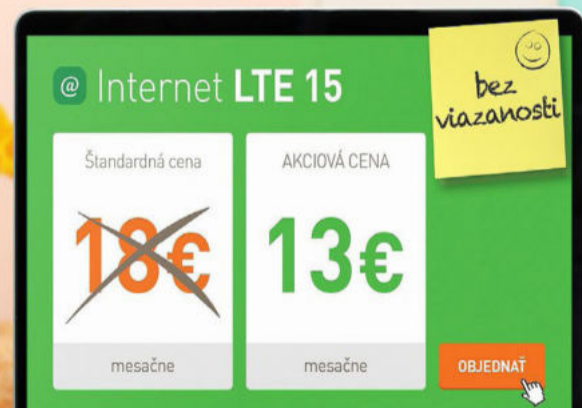 @ Internet LTE 15
bez
viazanosti
Štandardná cena
18€
mesačne
AKCIOVÁ CENA
13€
mesačne
OBJEDNAŤ